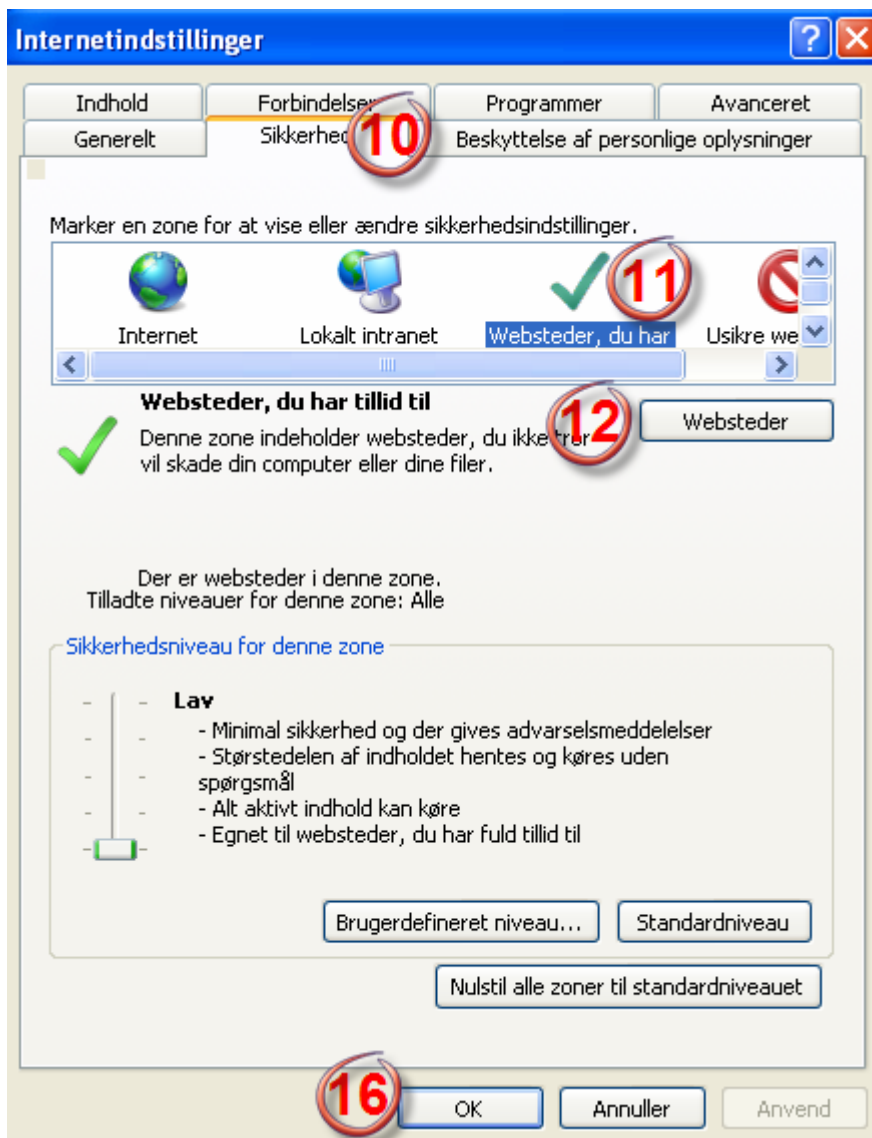 Internetindstillinger
Indhold Forbindelser Programmer Avanceret
Generelt Sikkerhed 10 Beskyttelse af personlige oplysninger
Marker en zone for at vise eller ændre sikkerhedsindstillinger.
11
Internet Lokalt intranet Websteder, du har Usikre we
Websteder, du har tillid til
12 Websteder
Denne zone indeholder websteder, du ikke tror
vil skade din computer eller dine filer.
Der er websteder i denne zone.
Tilladte niveauer for denne zone: Alle
Sikkerhedsniveau for denne zone
Lav
- Minimal sikkerhed og der gives advarselsmeddelelser
- Størstedelen af indholdet hentes og køres uden
spørgsmål
- Alt aktivt indhold kan køre
- Egnet til websteder, du har fuld tillid til
Brugerdefineret niveau... Standardniveau
Nulstil alle zoner til standardniveauet
16 OK Annuller Anvend